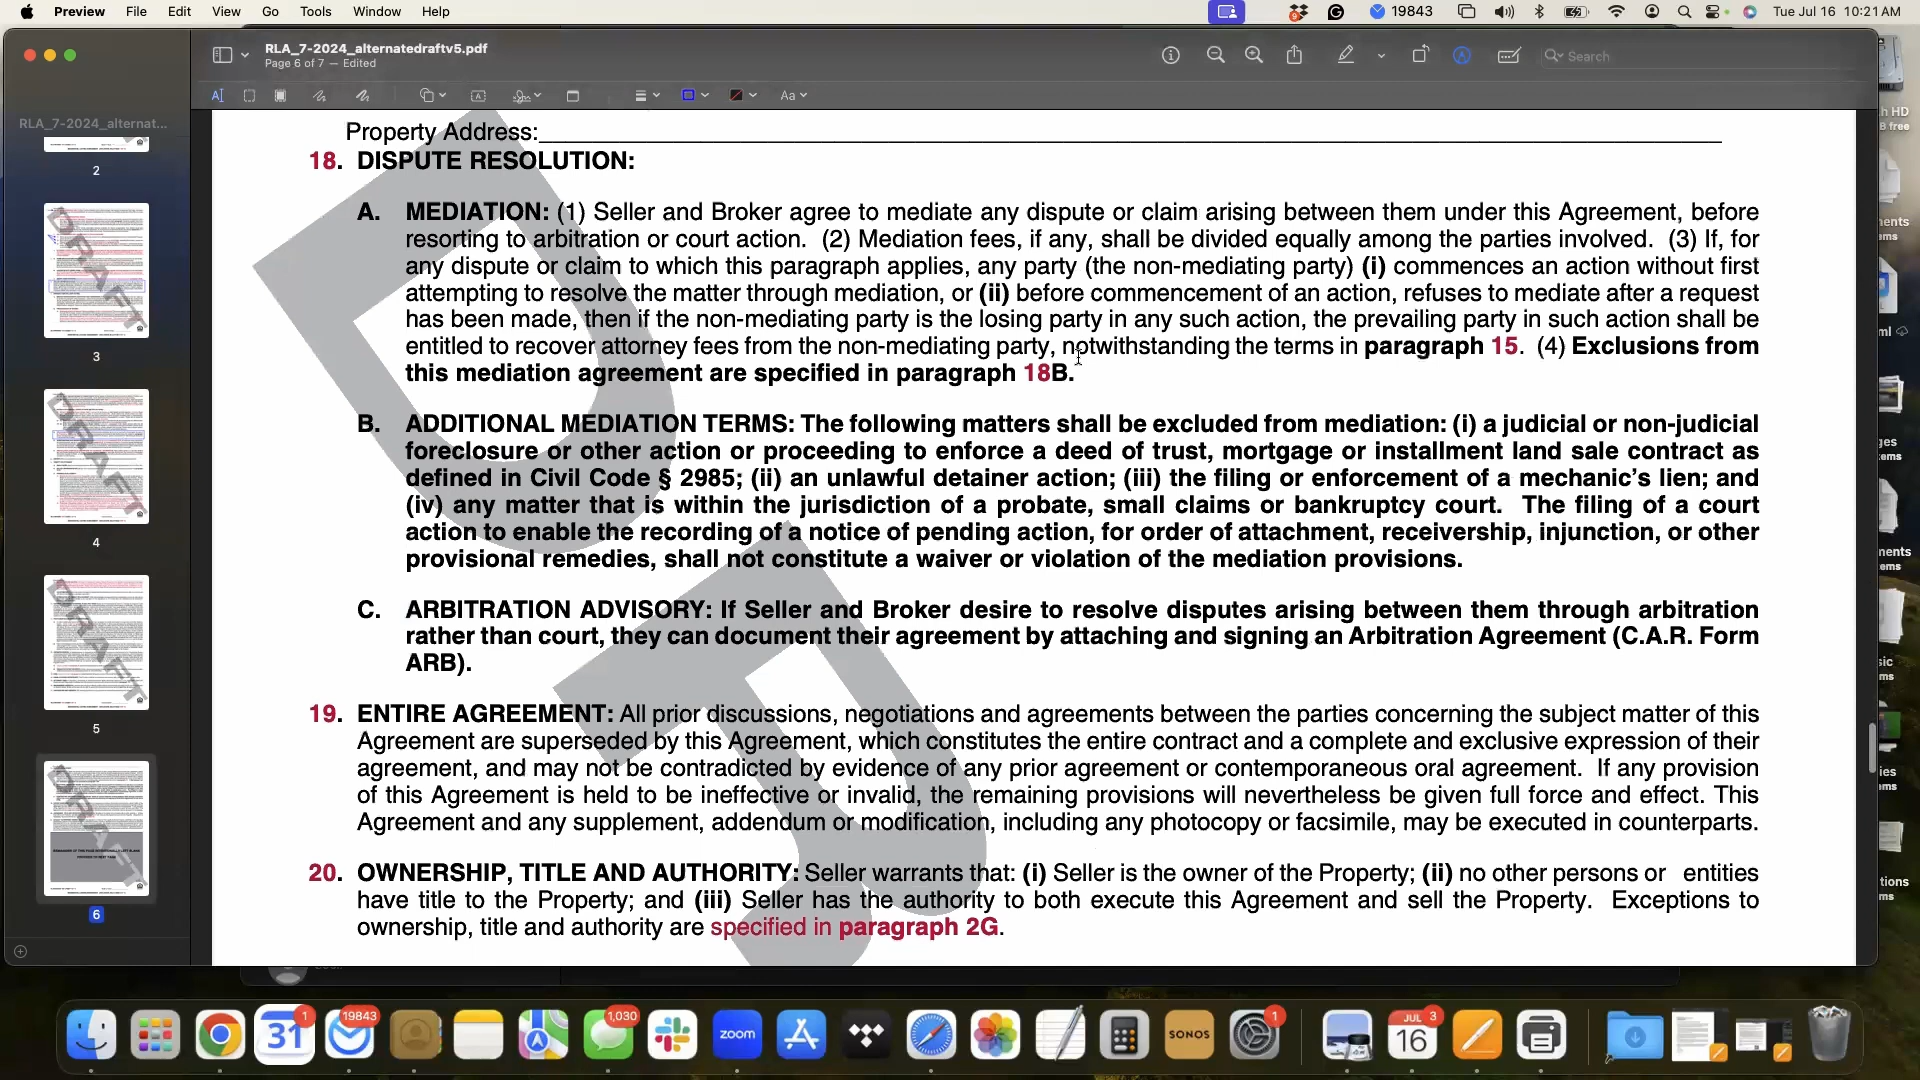 Preview File Edit View Go Tools Window Help 9 19843 Tue Jul 16 10:21 AM
RLA_7-2024_alternatedraftv5.pdf
Page 6 of 7 — Edited
Search
Aa
RLA_7-2024_alternat...
2
3
4
5
6
DRAFT
DRAFT
DRAFT
DRAFT
Property Address:
18. DISPUTE RESOLUTION:
A. MEDIATION: (1) Seller and Broker agree to mediate any dispute or claim arising between them under this Agreement, before
resorting to arbitration or court action. (2) Mediation fees, if any, shall be divided equally among the parties involved. (3) If, for
any dispute or claim to which this paragraph applies, any party (the non-mediating party) (i) commences an action without first
attempting to resolve the matter through mediation, or (ii) before commencement of an action, refuses to mediate after a request
has been made, then if the non-mediating party is the losing party in any such action, the prevailing party in such action shall be
entitled to recover attorney fees from the non-mediating party, notwithstanding the terms in paragraph 15. (4) Exclusions from
this mediation agreement are specified in paragraph 18B.
B. ADDITIONAL MEDIATION TERMS: The following matters shall be excluded from mediation: (i) a judicial or non-judicial
foreclosure or other action or proceeding to enforce a deed of trust, mortgage or installment land sale contract as
defined in Civil Code § 2985; (ii) an unlawful detainer action; (iii) the filing or enforcement of a mechanic’s lien; and
(iv) any matter that is within the jurisdiction of a probate, small claims or bankruptcy court. The filing of a court
action to enable the recording of a notice of pending action, for order of attachment, receivership, injunction, or other
provisional remedies, shall not constitute a waiver or violation of the mediation provisions.
C. ARBITRATION ADVISORY: If Seller and Broker desire to resolve disputes arising between them through arbitration
rather than court, they can document their agreement by attaching and signing an Arbitration Agreement (C.A.R. Form
ARB).
19. ENTIRE AGREEMENT: All prior discussions, negotiations and agreements between the parties concerning the subject matter of this
Agreement are superseded by this Agreement, which constitutes the entire contract and a complete and exclusive expression of their
agreement, and may not be contradicted by evidence of any prior agreement or contemporaneous oral agreement. If any provision
of this Agreement is held to be ineffective or invalid, the remaining provisions will nevertheless be given full force and effect. This
Agreement and any supplement, addendum or modification, including any photocopy or facsimile, may be executed in counterparts.
20. OWNERSHIP, TITLE AND AUTHORITY: Seller warrants that: (i) Seller is the owner of the Property; (ii) no other persons or entities
have title to the Property; and (iii) Seller has the authority to both execute this Agreement and sell the Property. Exceptions to
ownership, title and authority are specified in paragraph 2G.
1 19843 1,030 1 JUL 3
31 zoom SONOS 16